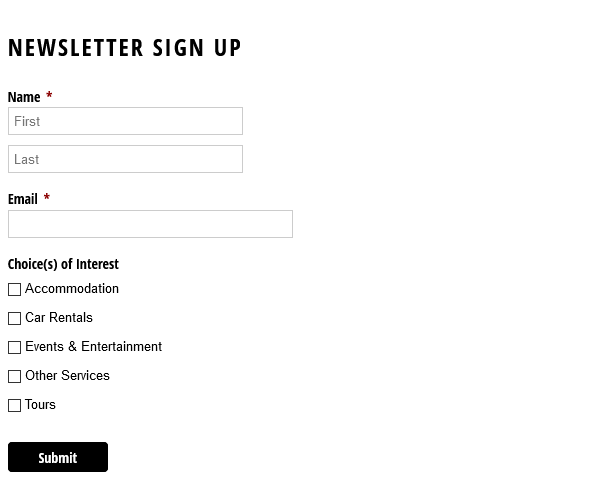 NEWSLETTER SIGN UP
Name *
First
Last
Email *
Choice(s) of Interest
Accommodation
Car Rentals
Events & Entertainment
Other Services
Tours
Submit